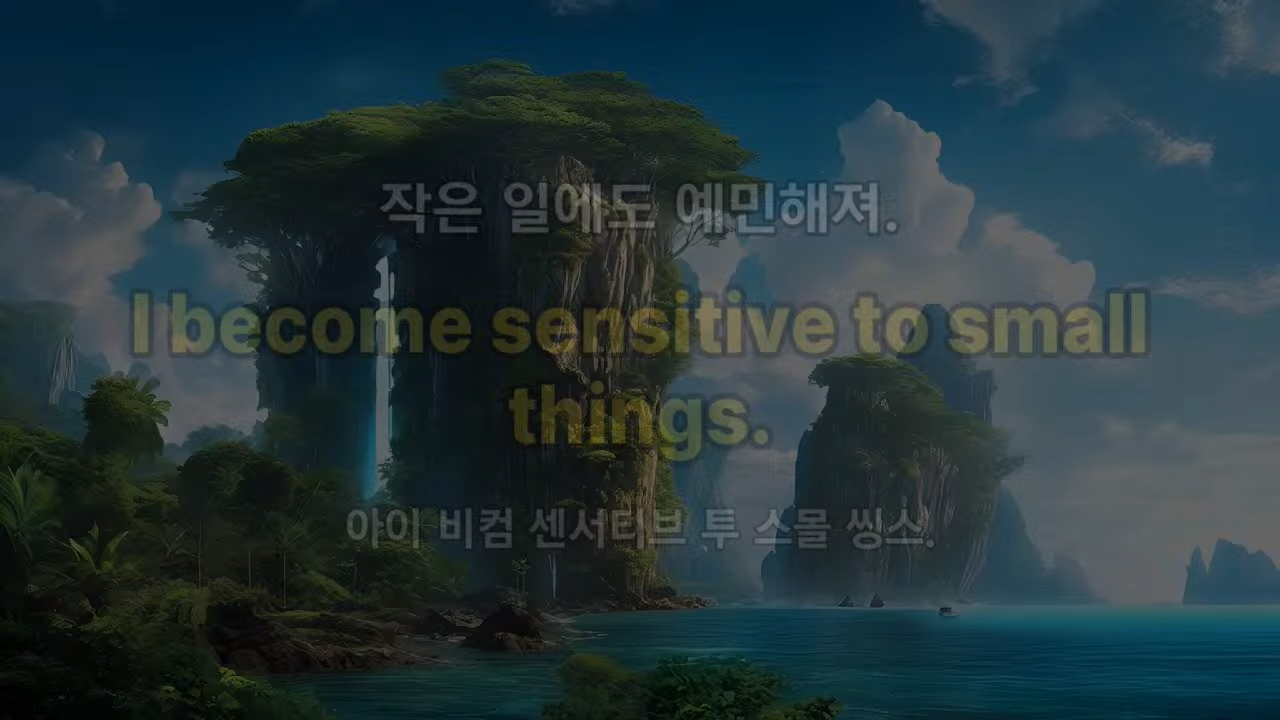 작은 일에도 예민해져.
I become sensitive to small
things.
아이 비컴 센서티브 투 스몰 씽스.